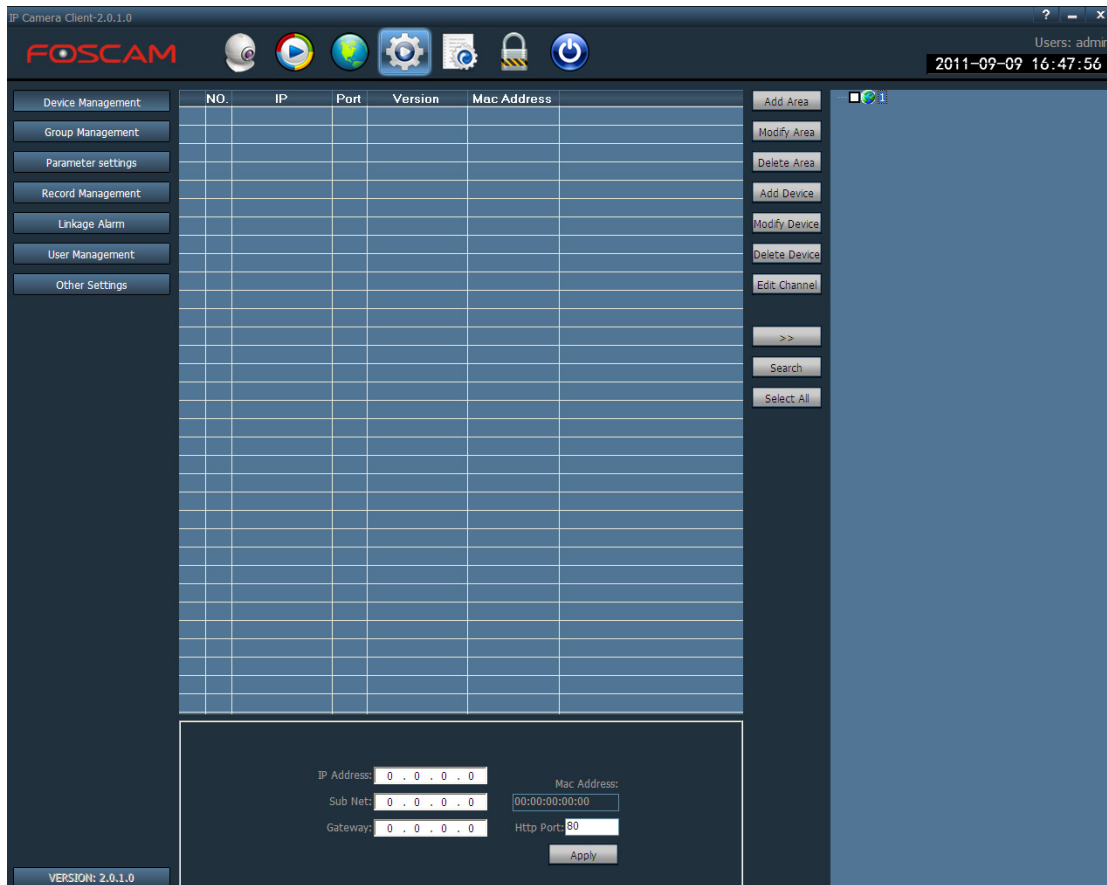 IP Camera Client-2.0.1.0
? – x
FOSCAM
Users: admin
2011-09-09 16:47:56
Device Management
Group Management
Parameter settings
Record Management
Linkage Alarm
User Management
Other Settings
VERSION: 2.0.1.0
NO. IP Port Version Mac Address
IP Address: 0 . 0 . 0 . 0
Sub Net: 0 . 0 . 0 . 0
Gateway: 0 . 0 . 0 . 0
Mac Address:
00:00:00:00:00
Http Port: 80
Apply
Add Area
Modify Area
Delete Area
Add Device
Modify Device
Delete Device
Edit Channel
>>
Search
Select All
1